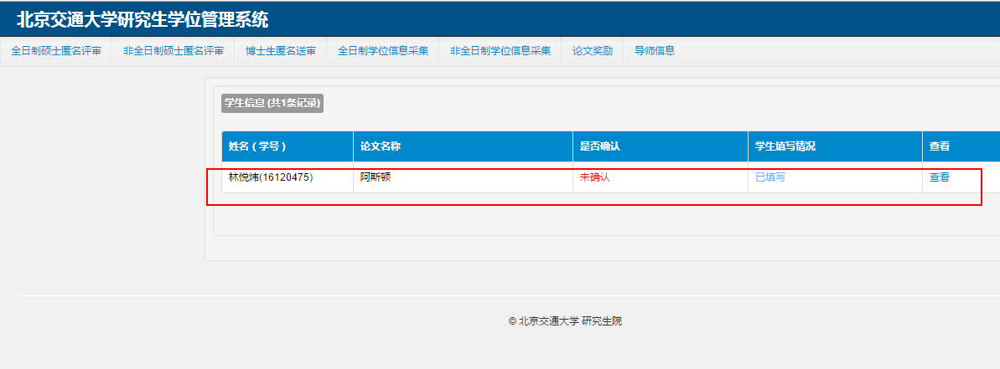 北京交通大学研究生学位管理系统
全日制硕士匿名评审 非全日制硕士匿名评审 博士生匿名送审 全日制学位信息采集 非全日制学位信息采集 论文奖励 导师信息
学生信息 (共1条记录)
姓名（学号） 论文名称 是否确认 学生填写情况 查看
林悦炜(16120475) 阿斯顿 未确认 已填写 查看
© 北京交通大学 研究生院